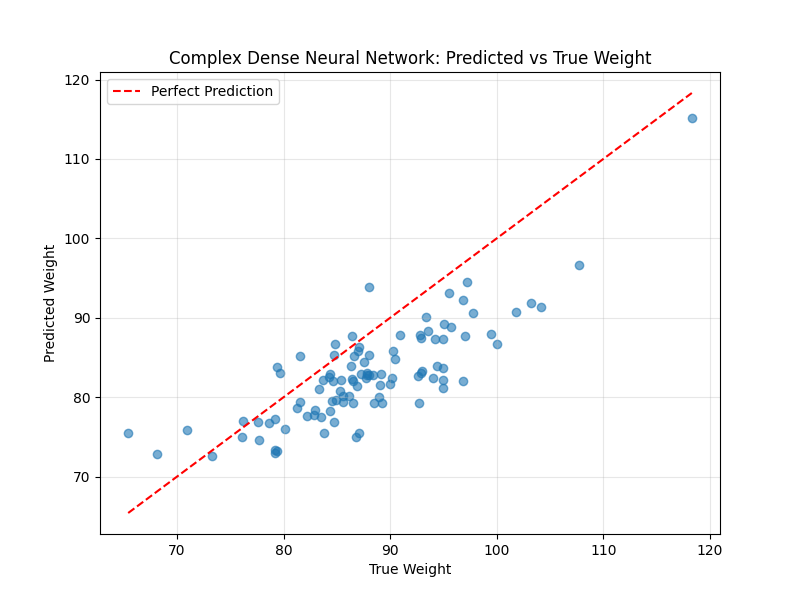 Complex Dense Neural Network: Predicted vs True Weight
120
Perfect Prediction
110
100
90
80
70
Predicted Weight
70 80 90 100 110 120
True Weight